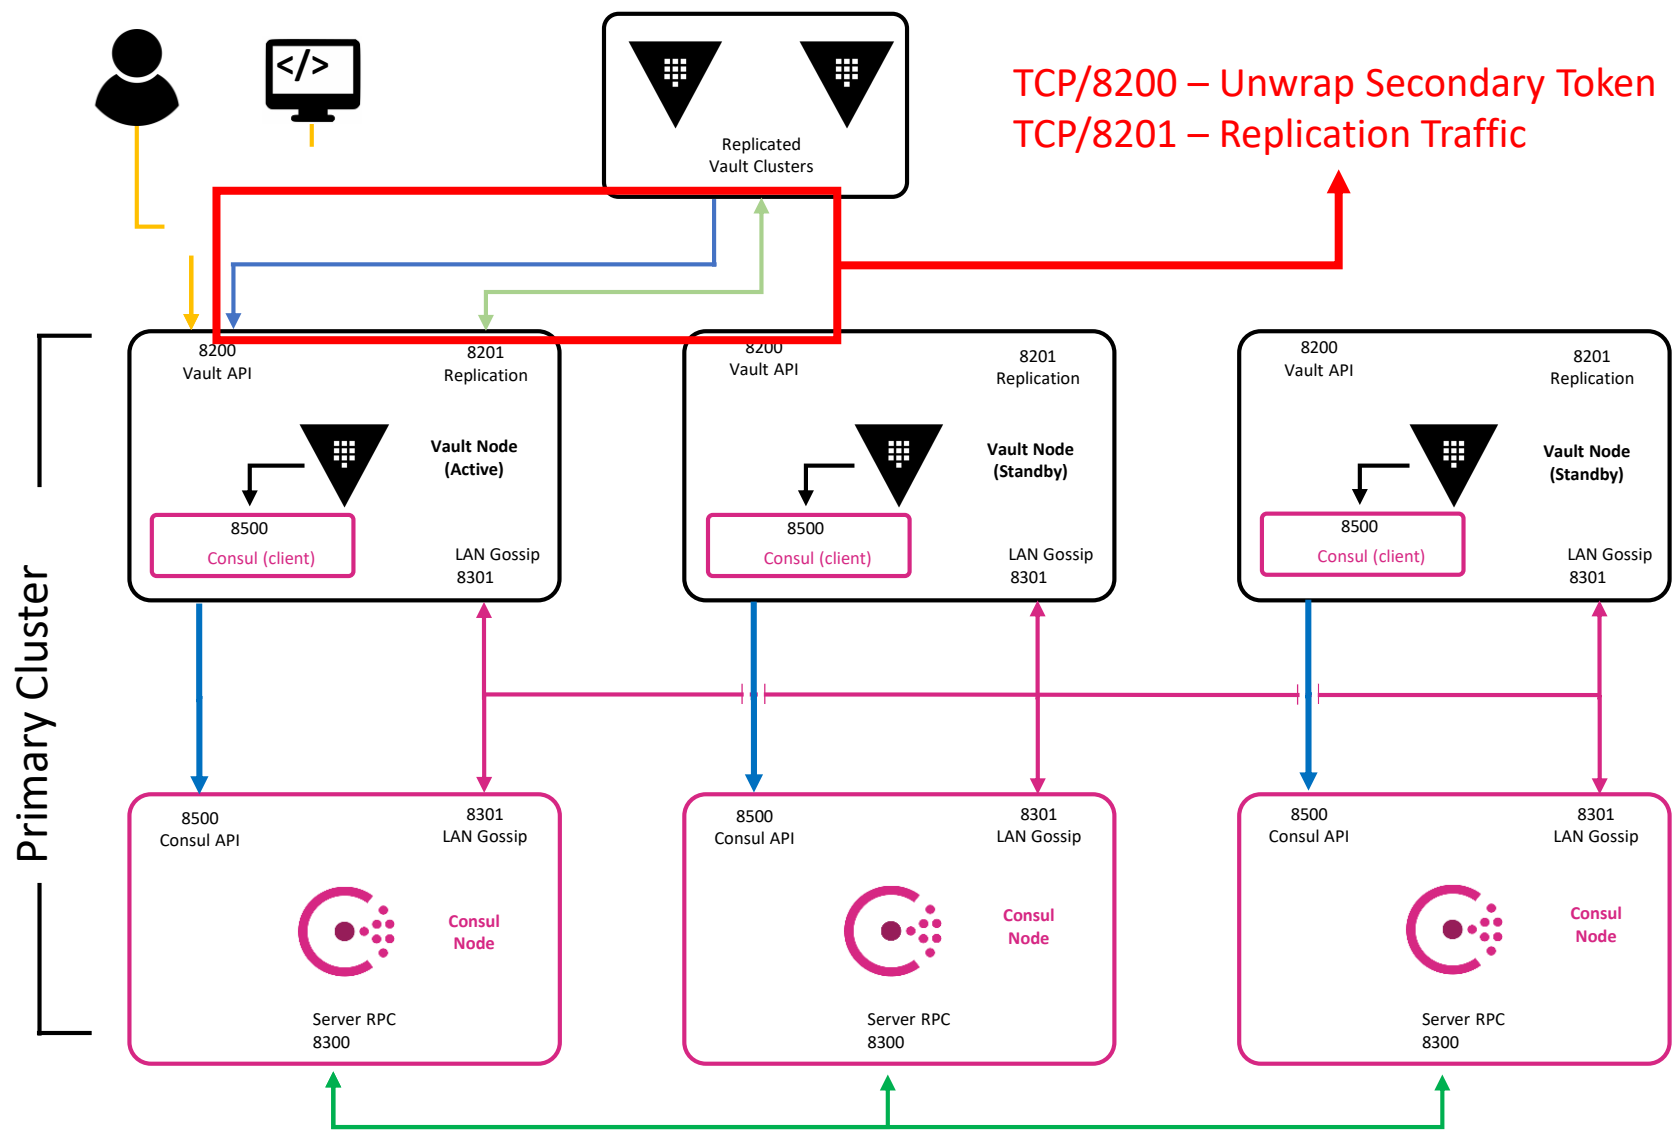 </>
Replicated
Vault Clusters
TCP/8200 – Unwrap Secondary Token
TCP/8201 – Replication Traffic
Primary Cluster
8200
Vault API
8201
Replication
Vault Node
(Active)
8500
Consul (client)
LAN Gossip
8301
8200
Vault API
8201
Replication
Vault Node
(Standby)
8500
Consul (client)
LAN Gossip
8301
8200
Vault API
8201
Replication
Vault Node
(Standby)
8500
Consul (client)
LAN Gossip
8301
8500
Consul API
8301
LAN Gossip
Consul
Node
Server RPC
8300
8500
Consul API
8301
LAN Gossip
Consul
Node
Server RPC
8300
8500
Consul API
8301
LAN Gossip
Consul
Node
Server RPC
8300